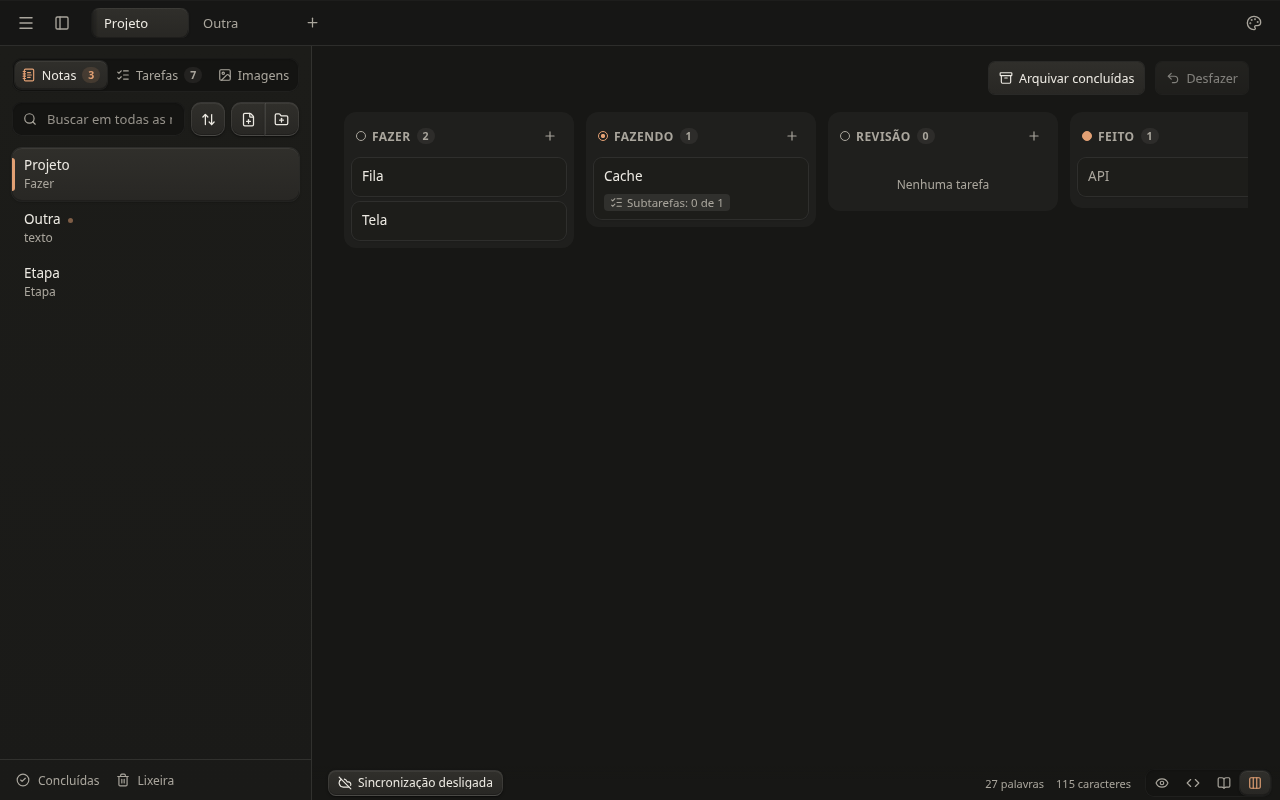 Projeto
Outra
Notas 3
Tarefas 7
Imagens
Arquivar concluídas
Desfazer
Buscar em todas as
FAZER 2
FAZENDO 1
REVISÃO 0
FEITO 1
Projeto
Fazer
Fila
Cache
Nenhuma tarefa
API
Subtarefas: 0 de 1
Outra
texto
Tela
Etapa
Etapa
Concluídas
Lixeira
Sincronização desligada
27 palavras
115 caracteres